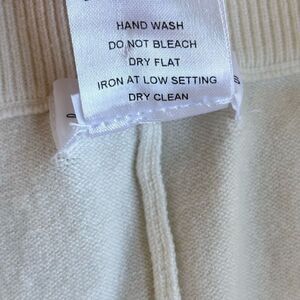 HAND WASH
DO NOT BLEACH
DRY FLAT
IRON AT LOW SETTING
DRY CLEAN